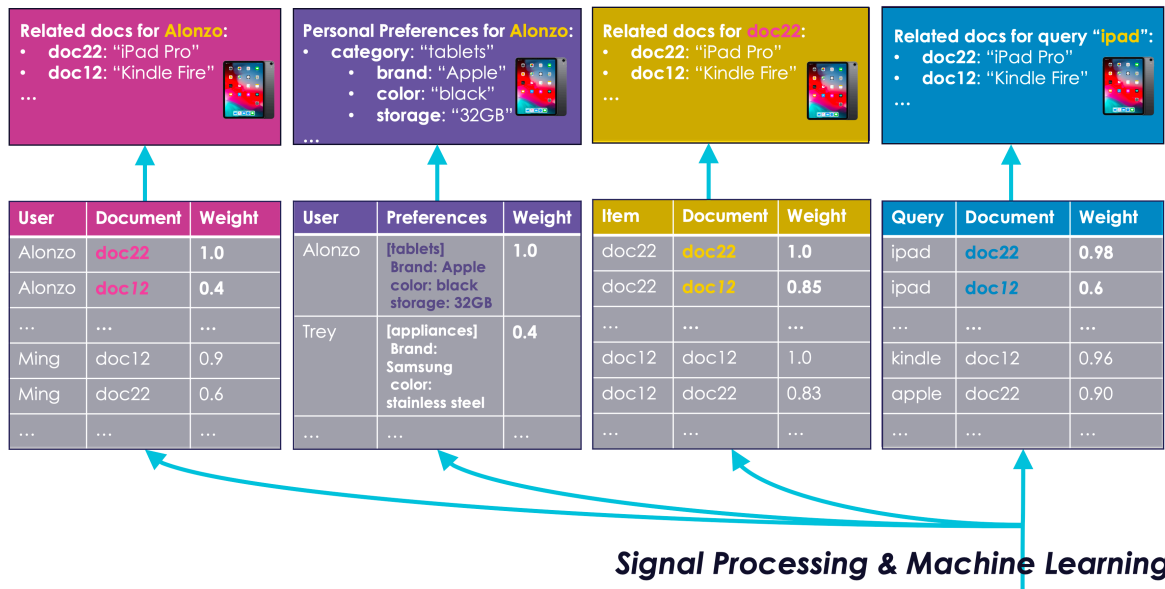 Related docs for Alonzo:
• doc22: “iPad Pro”
• doc12: “Kindle Fire”
…
Personal Preferences for Alonzo:
• category: “tablets”
• brand: “Apple”
• color: “black”
• storage: “32GB”
…
Related docs for doc22:
• doc22: “iPad Pro”
• doc12: “Kindle Fire”
…
Related docs for query “ipad”:
• doc22: “iPad Pro”
• doc12: “Kindle Fire”
…
User Document Weight
Alonzo doc22 1.0
Alonzo doc12 0.4
… … …
Ming doc12 0.9
Ming doc22 0.6
… … …
User Preferences Weight
Alonzo [tablets] 1.0
Brand: Apple
color: black
storage: 32GB
Trey [appliances] 0.4
Brand:
Samsung
color:
stainless steel
… … …
Item Document Weight
doc22 doc22 1.0
doc22 doc12 0.85
… … …
doc12 doc12 1.0
doc12 doc22 0.83
… … …
Query Document Weight
ipad doc22 0.98
ipad doc12 0.6
… … …
kindle doc12 0.96
apple doc22 0.90
… … …
Signal Processing & Machine Learning